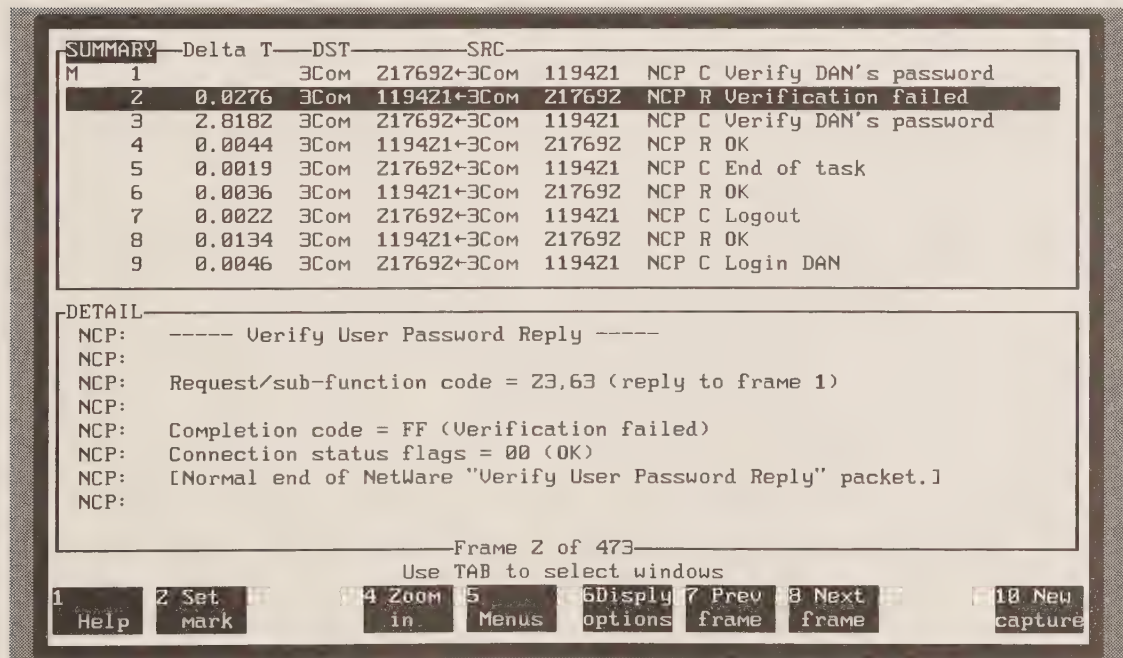 SUMMARY—Delta T——DST————————SRC
M 1 3Com 217692←3Com 119421 NCP C Verify DAN's password
2 0.0276 3Com 119421←3Com 217692 NCP R Verification failed
3 2.8182 3Com 217692←3Com 119421 NCP C Verify DAN's password
4 0.0044 3Com 119421←3Com 217692 NCP R OK
5 0.0019 3Com 217692←3Com 119421 NCP C End of task
6 0.0036 3Com 119421←3Com 217692 NCP R OK
7 0.0022 3Com 217692←3Com 119421 NCP C Logout
8 0.0134 3Com 119421←3Com 217692 NCP R OK
9 0.0046 3Com 217692←3Com 119421 NCP C Login DAN
DETAIL
NCP: ----- Verify User Password Reply -----
NCP:
NCP: Request/sub-function code = 23,63 (reply to frame 1)
NCP:
NCP: Completion code = FF (Verification failed)
NCP: Connection status flags = 00 (OK)
NCP: [Normal end of NetWare "Verify User Password Reply" packet.]
NCP:
Frame 2 of 473
Use TAB to select windows
1 Help 2 Set mark 4 Zoom in 5 Menus 6Disply options 7 Prev frame 8 Next frame 10 New capture